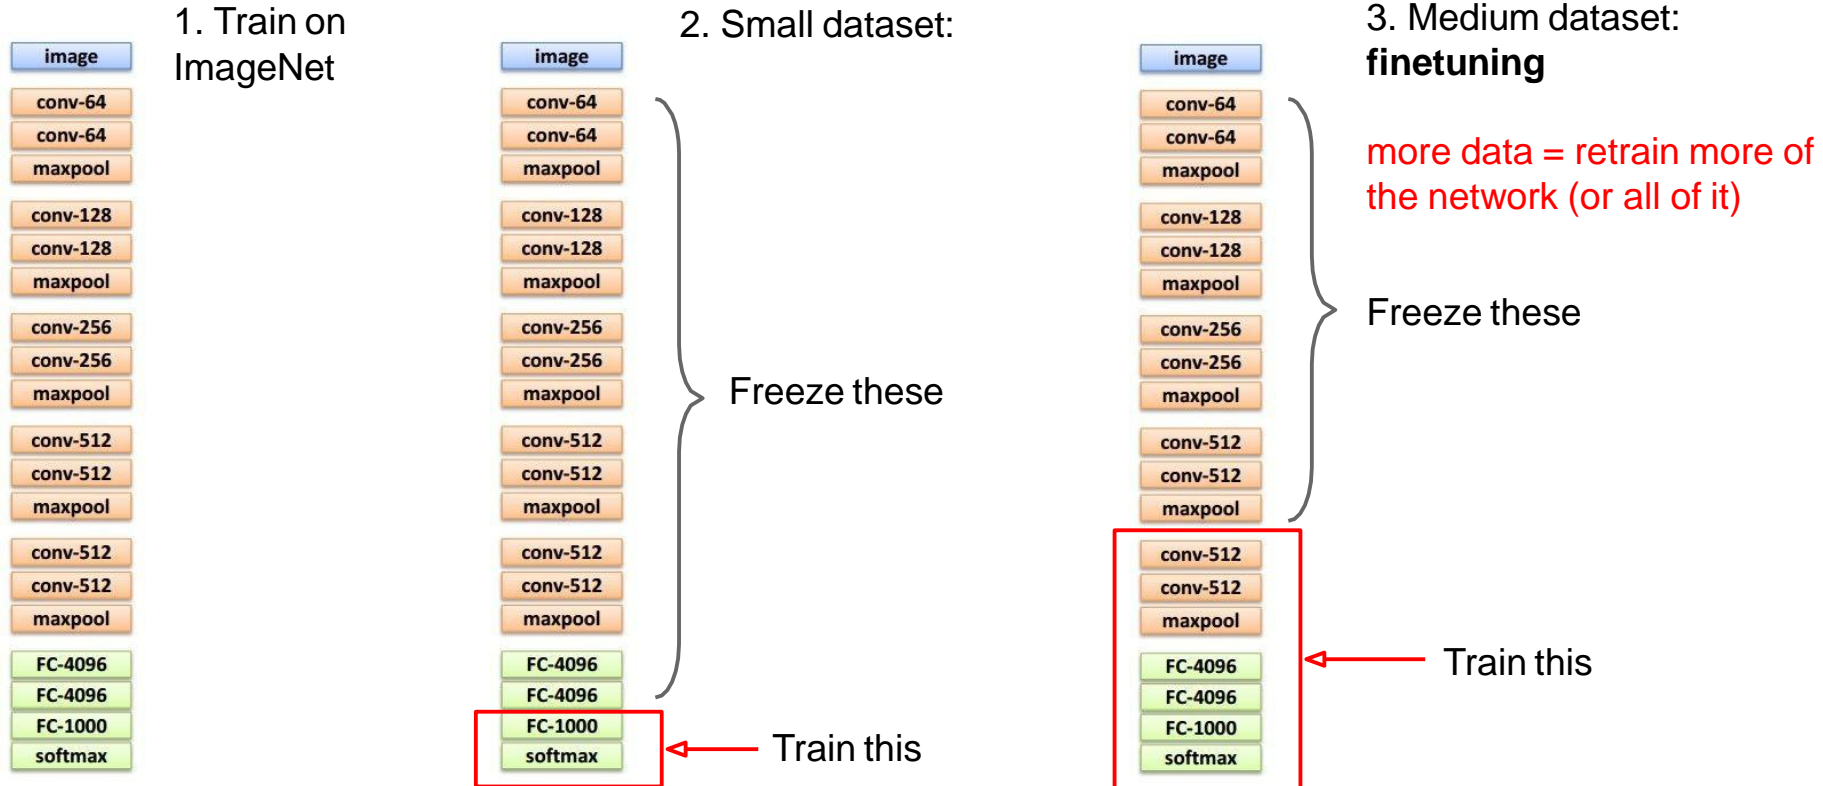 1. Train on
ImageNet
image
conv-64
conv-64
maxpool
conv-128
conv-128
maxpool
conv-256
conv-256
maxpool
conv-512
conv-512
maxpool
conv-512
conv-512
maxpool
FC-4096
FC-4096
FC-1000
softmax
2. Small dataset:
image
conv-64
conv-64
maxpool
conv-128
conv-128
maxpool
conv-256
conv-256
maxpool
conv-512
conv-512
maxpool
conv-512
conv-512
maxpool
FC-4096
FC-4096
FC-1000
softmax
Freeze these
Train this
3. Medium dataset:
finetuning
more data = retrain more of
the network (or all of it)
image
conv-64
conv-64
maxpool
conv-128
conv-128
maxpool
conv-256
conv-256
maxpool
conv-512
conv-512
maxpool
conv-512
conv-512
maxpool
FC-4096
FC-4096
FC-1000
softmax
Freeze these
Train this